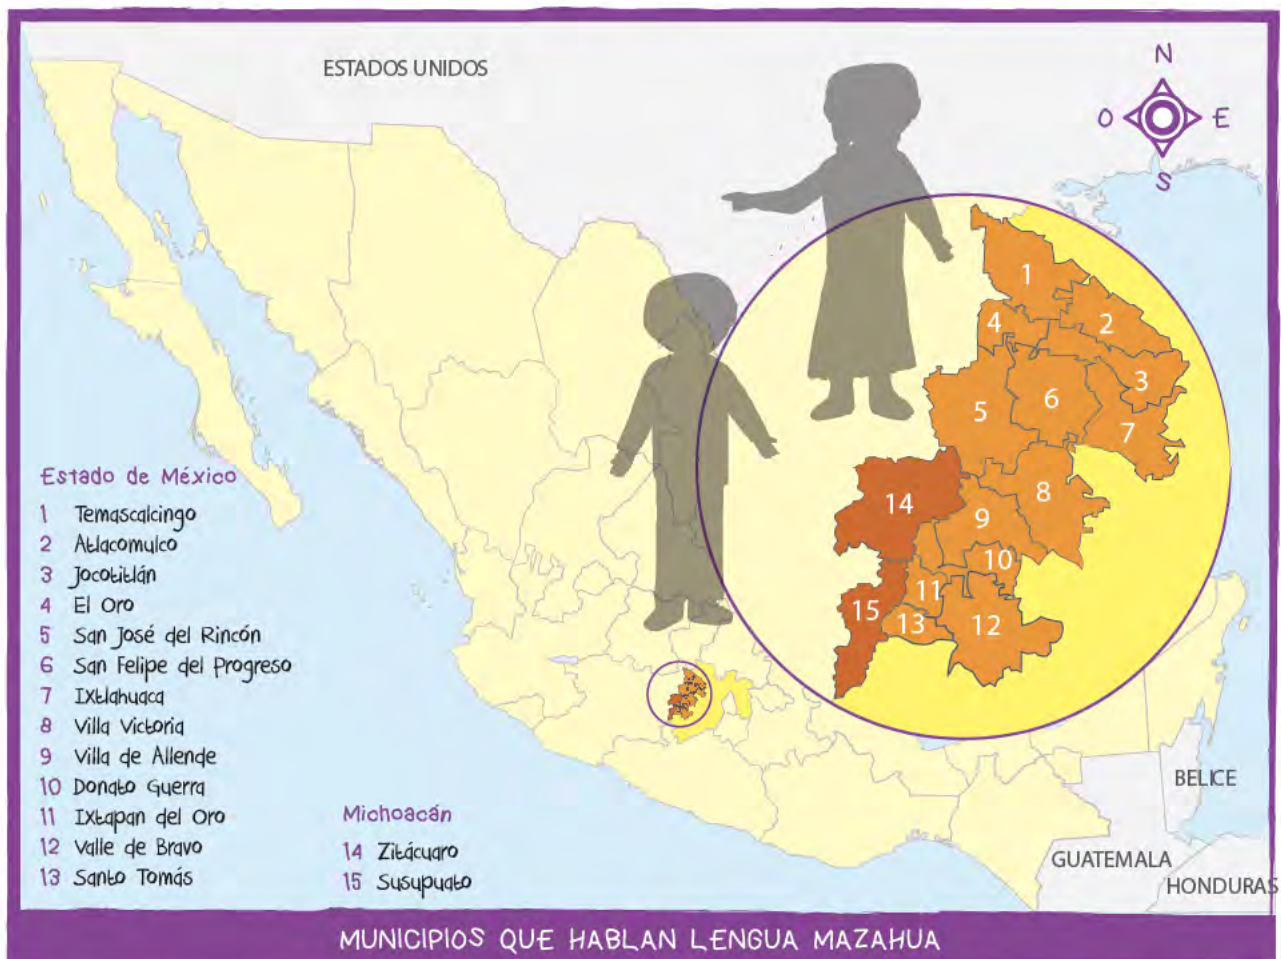 ESTADOS UNIDOS
N
O E
S
1
2
4
3
5
6
7
8
14
9
10
11
15
13
12
Estado de México
1 Temascalcingo
2 Atlacomulco
3 Jocotitlán
4 El Oro
5 San José del Rincón
6 San Felipe del Progreso
7 Ixtlahuaca
8 Villa Victoria
9 Villa de Allende
10 Donato Guerra
11 Ixtapan del Oro
12 Valle de Bravo
13 Santo Tomás
Michoacán
14 Zitácuaro
15 Susupuato
BELICE
GUATEMALA
HONDURAS
MUNICIPIOS QUE HABLAN LENGUA MAZAHUA